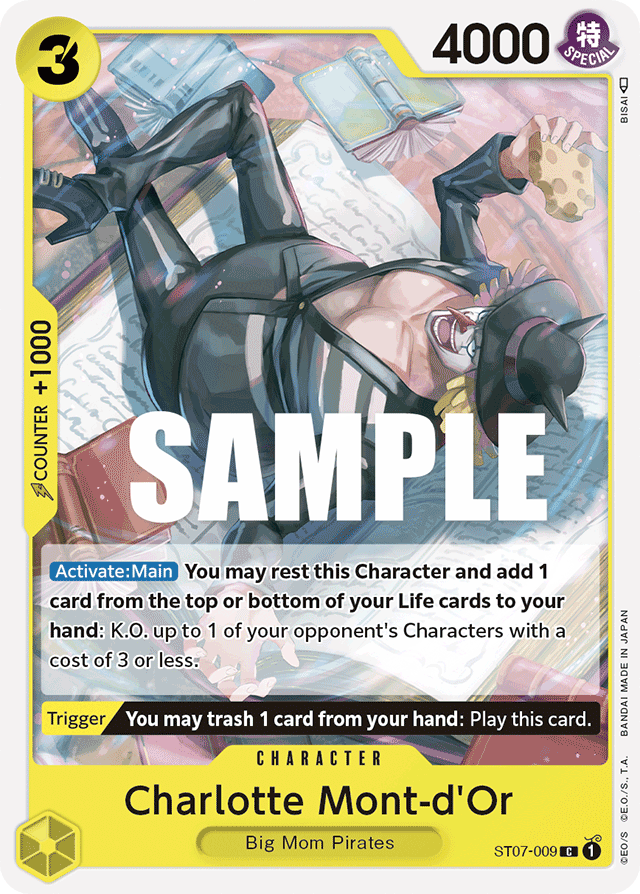 3
4000
特
SPECIAL
BISAI
COUNTER +1000
SAMPLE
Activate:Main You may rest this Character and add 1
card from the top or bottom of your Life cards to your
hand: K.O. up to 1 of your opponent's Characters with a
cost of 3 or less.
Trigger You may trash 1 card from your hand: Play this card.
CHARACTER
Charlotte Mont-d'Or
Big Mom Pirates
ST07-009 C 1
©E.O/S ©E.O./S., T.A. BANDAI MADE IN JAPAN